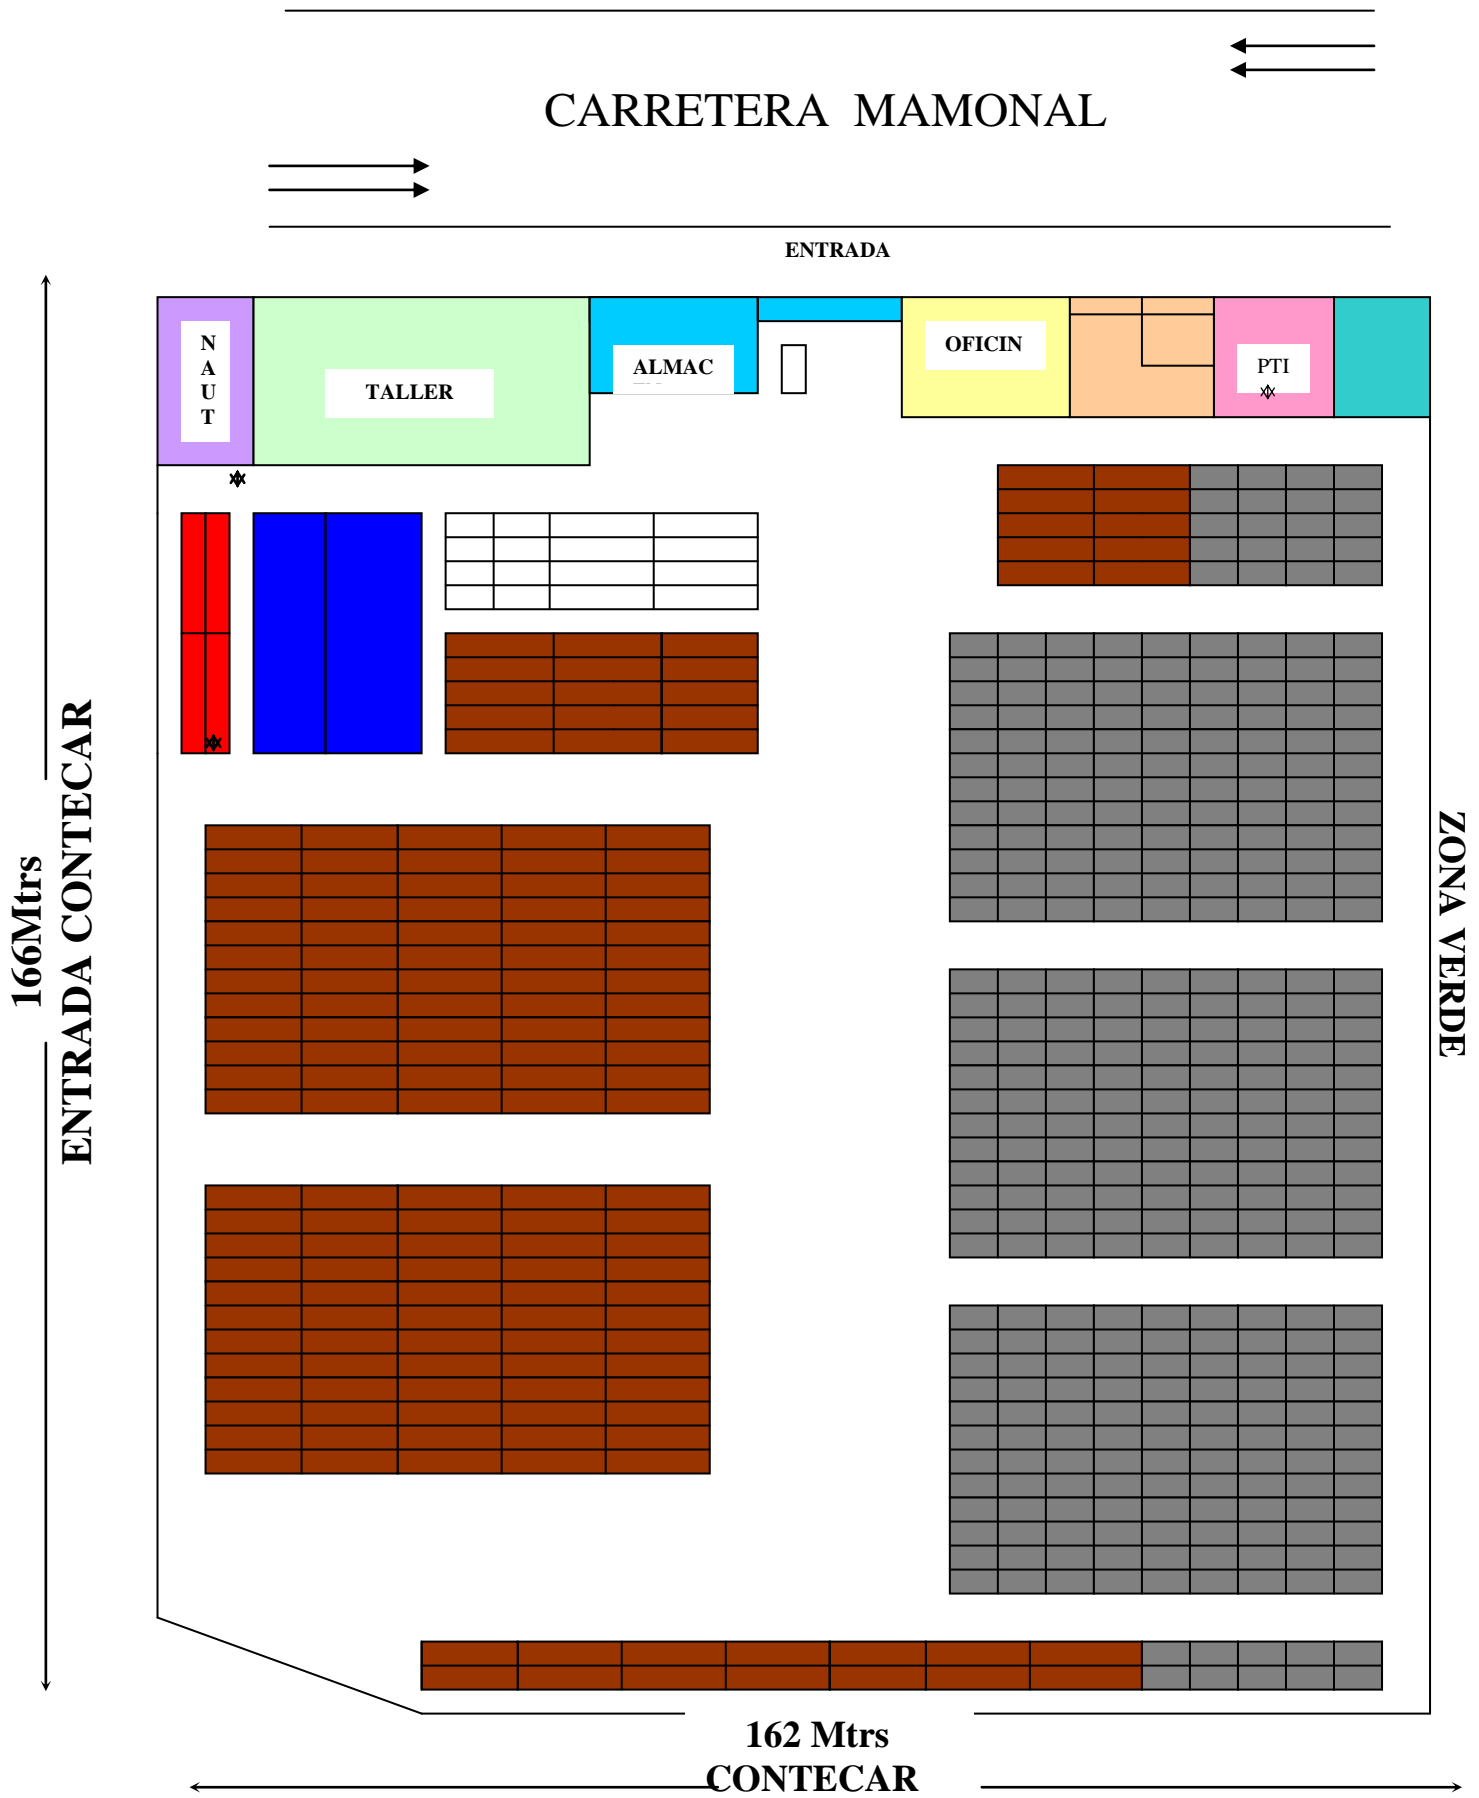 CARRETERA MAMONAL
ENTRADA
N
A
U
T
TALLER
ALMAC
OFICIN
PTI
166Mtrs
ENTRADA CONTECAR
ZONA VERDE
162 Mtrs
CONTECAR